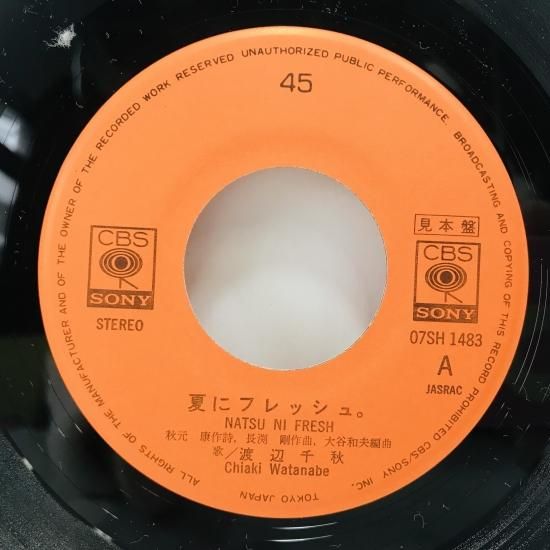 ALL RIGHTS OF THE MANUFACTURER AND OF THE OWNER OF THE RECORDED WORK RESERVED UNAUTHORIZED PUBLIC PERFORMANCE. BROADCASTING AND COPYING OF THIS RECORD PROHIBITED CBS/SONY INC. TOKYO JAPAN
45
CBS
SONY
STEREO
見本盤
CBS
SONY
07SH 1483
A
JASRAC
夏にフレッシュ。
NATSU NI FRESH
秋元 康作詩, 長渕 剛作曲, 大谷和夫編曲
歌/渡辺千秋
Chiaki Watanabe